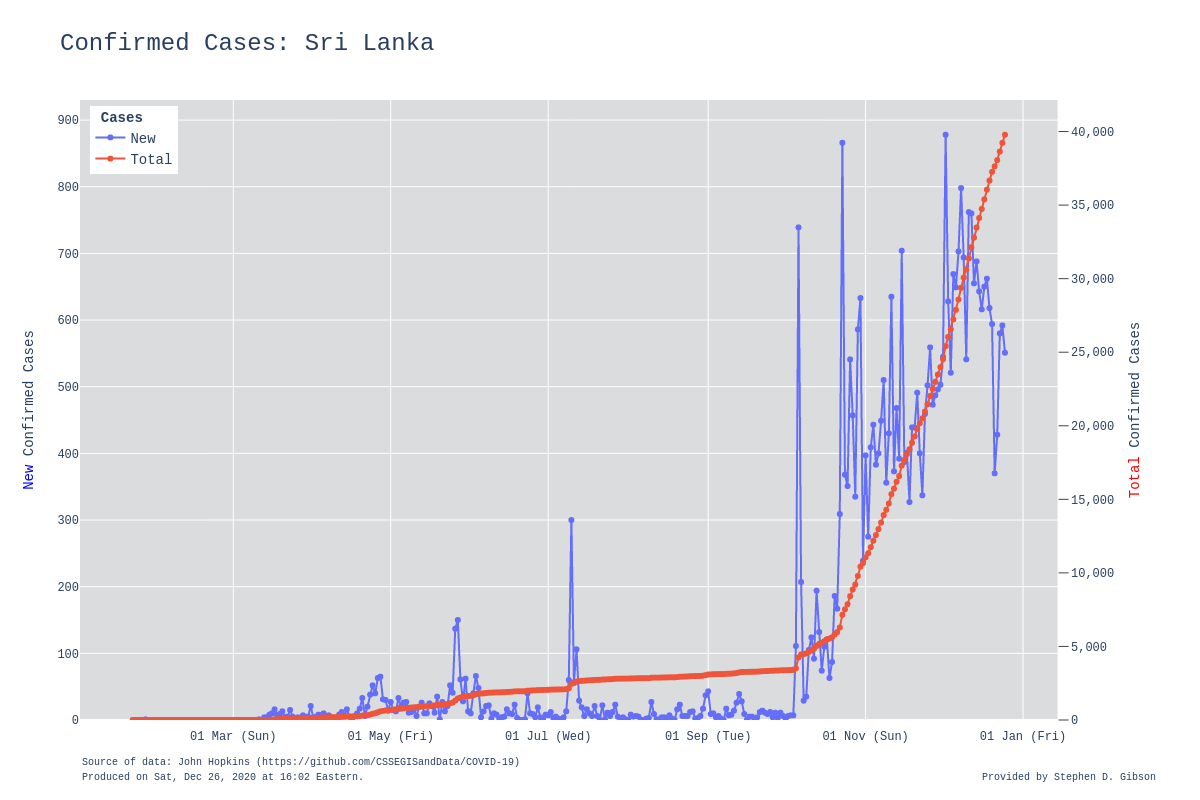 Confirmed Cases: Sri Lanka
Cases
New
Total
900
800
700
600
500
400
300
200
100
0
New Confirmed Cases
40,000
35,000
30,000
25,000
20,000
15,000
10,000
5,000
0
Total Confirmed Cases
01 Mar (Sun) 01 May (Fri) 01 Jul (Wed) 01 Sep (Tue) 01 Nov (Sun) 01 Jan (Fri)
Source of data: John Hopkins (https://github.com/CSSEGISandData/COVID-19)
Produced on Sat, Dec 26, 2020 at 16:02 Eastern.
Provided by Stephen D. Gibson